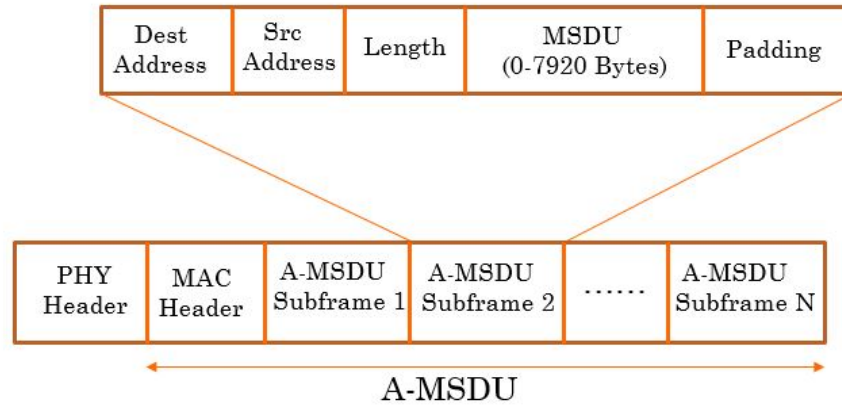 Dest
Address
Src
Address
Length
MSDU
(0-7920 Bytes)
Padding
PHY
Header
MAC
Header
A-MSDU
Subframe 1
A-MSDU
Subframe 2
......
A-MSDU
Subframe N
A-MSDU